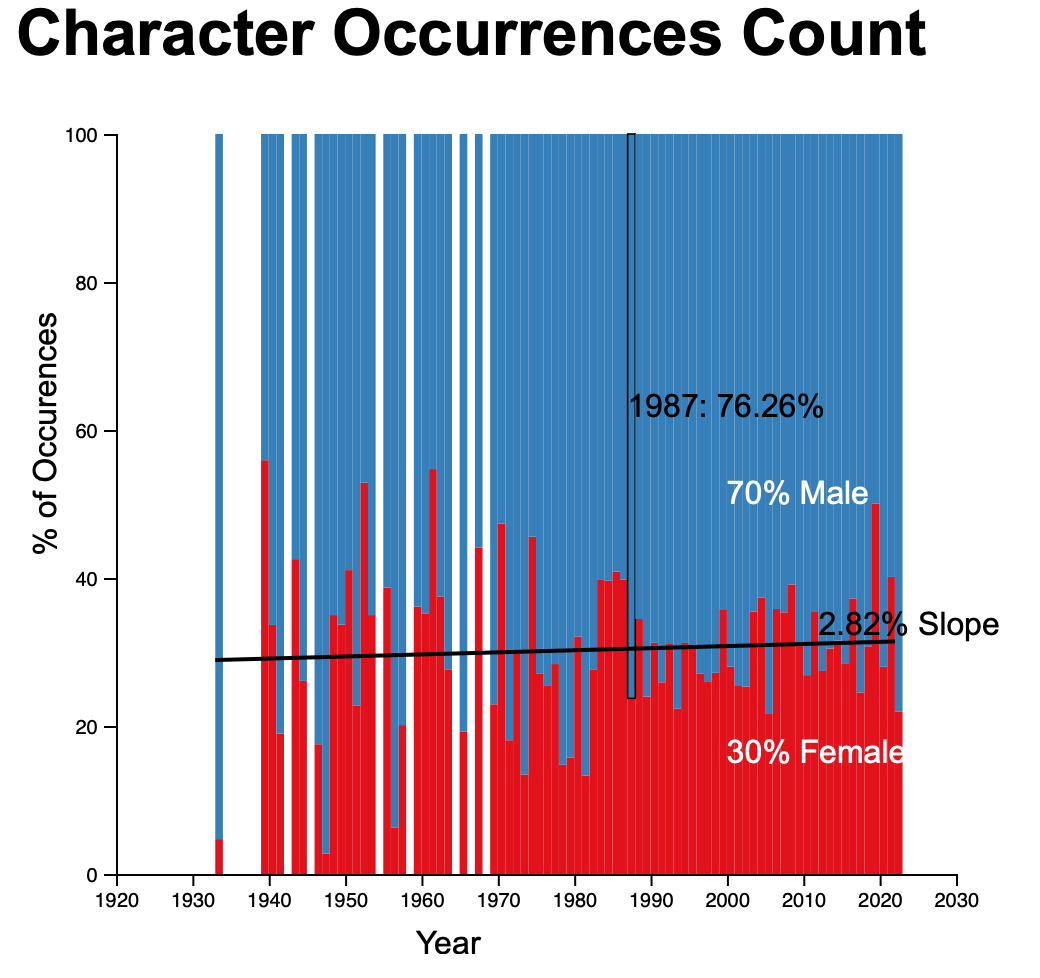 Character Occurrences Count
% of Occurences
100
80
60
40
20
0
1987: 76.26%
70% Male
2.82% Slope
30% Female
1920 1930 1940 1950 1960 1970 1980 1990 2000 2010 2020 2030
Year